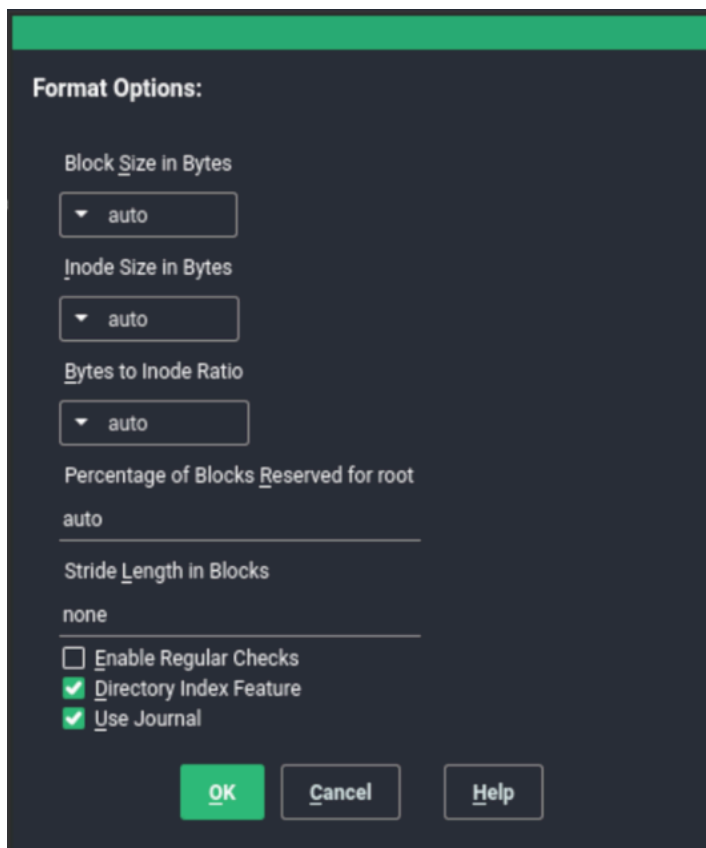 Format Options:
Block Size in Bytes
auto
Inode Size in Bytes
auto
Bytes to Inode Ratio
auto
Percentage of Blocks Reserved for root
auto
Stride Length in Blocks
none
Enable Regular Checks
Directory Index Feature
Use Journal
OK Cancel Help